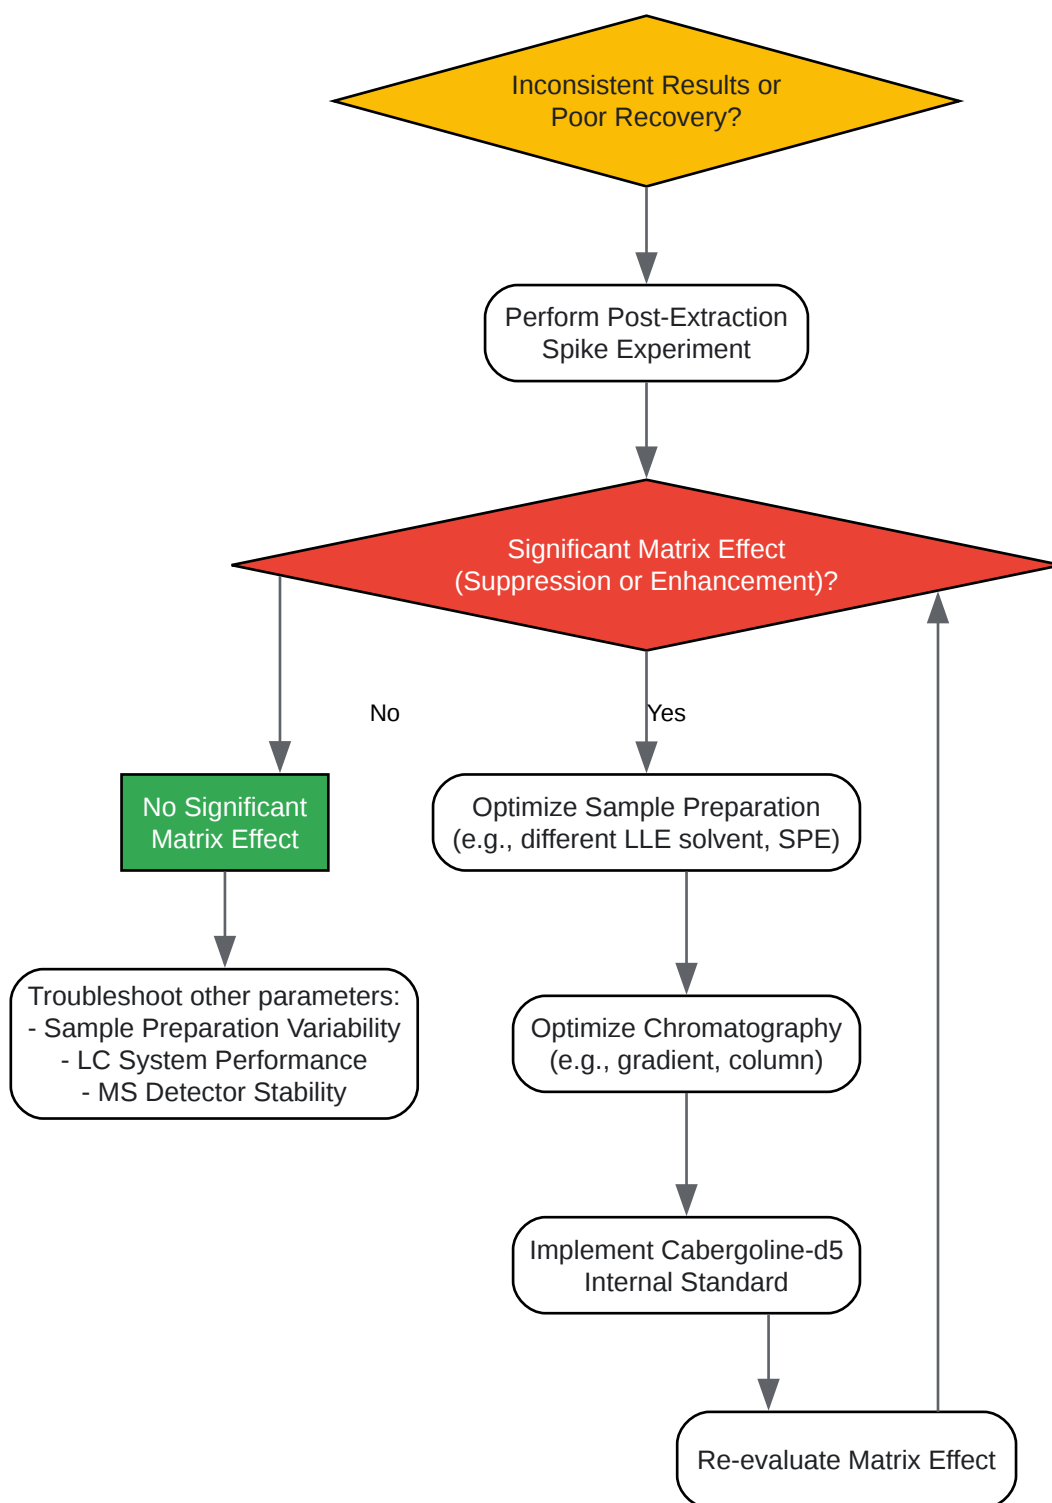 Inconsistent Results or
Poor Recovery?
Perform Post-Extraction
Spike Experiment
Significant Matrix Effect
(Suppression or Enhancement)?
No
Yes
No Significant
Matrix Effect
Optimize Sample Preparation
(e.g., different LLE solvent, SPE)
Troubleshoot other parameters:
- Sample Preparation Variability
- LC System Performance
- MS Detector Stability
Optimize Chromatography
(e.g., gradient, column)
Implement Cabergoline-d5
Internal Standard
Re-evaluate Matrix Effect